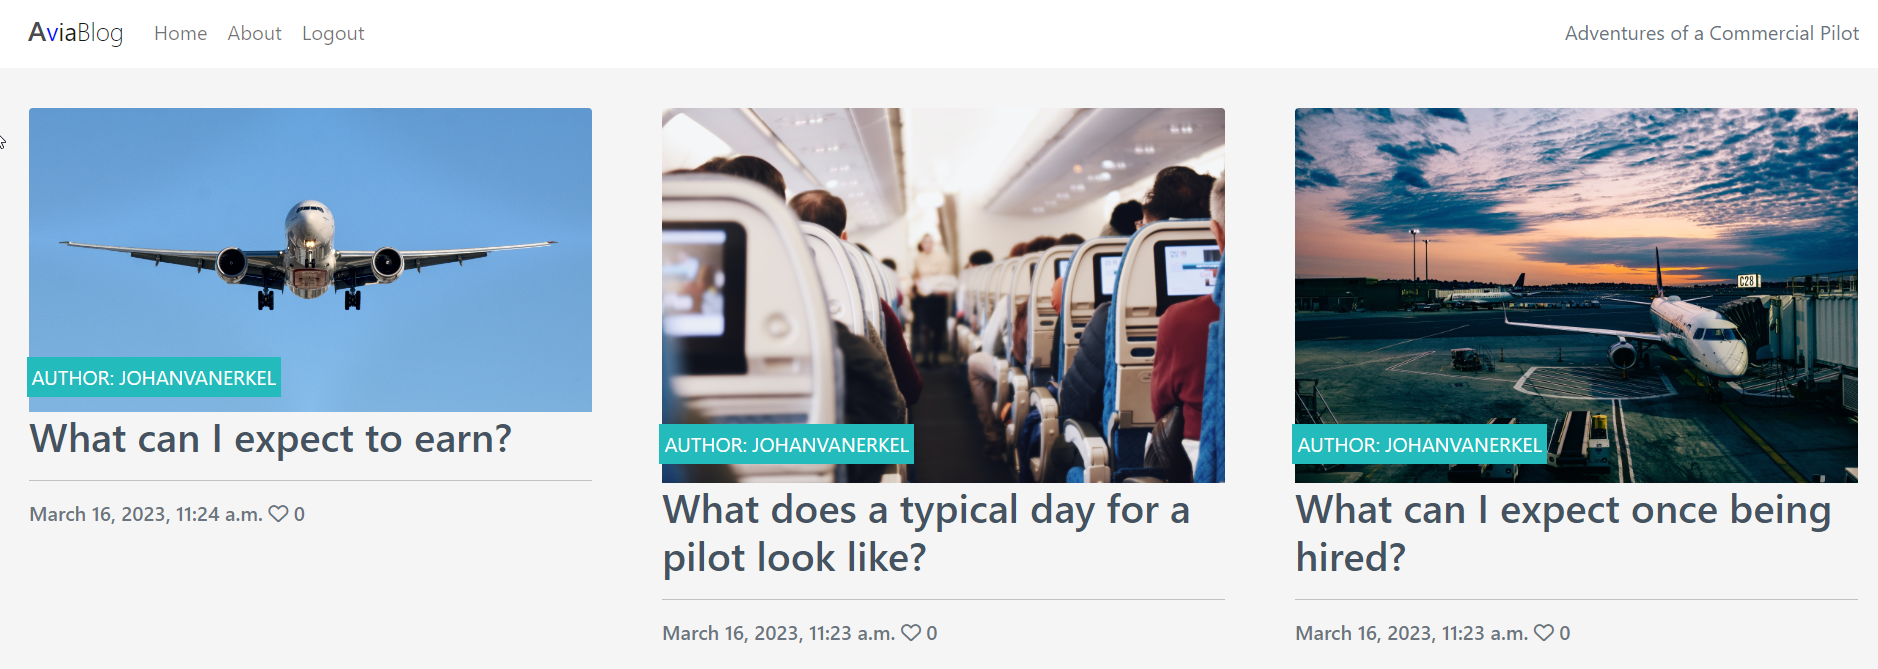 AviaBlog Home About Logout Adventures of a Commercial Pilot
AUTHOR: JOHANVANERKEL
What can I expect to earn?
March 16, 2023, 11:24 a.m. 0
AUTHOR: JOHANVANERKEL
What does a typical day for a
pilot look like?
March 16, 2023, 11:23 a.m. 0
C28
AUTHOR: JOHANVANERKEL
What can I expect once being
hired?
March 16, 2023, 11:23 a.m. 0